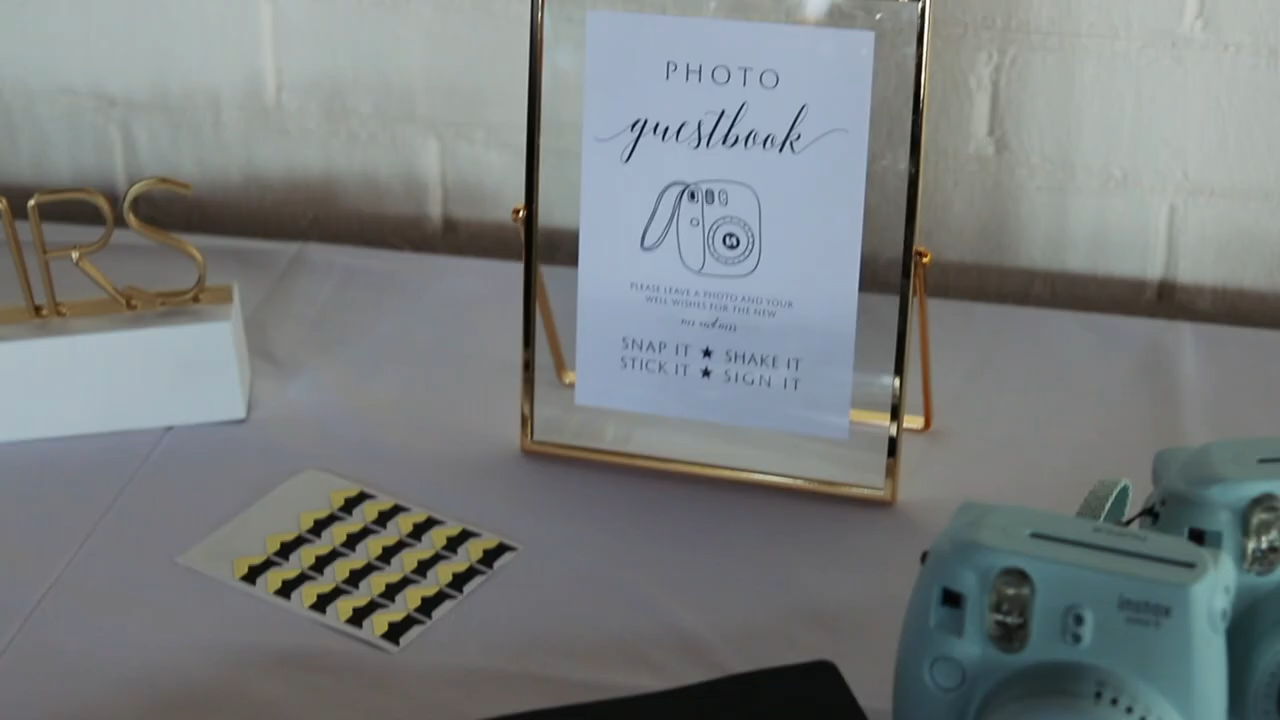 PHOTO
guestbook
PLEASE LEAVE A PHOTO AND YOUR
WELL WISHES FOR THE NEW
SNAP IT ★ SHAKE IT
STICK IT ★ SIGN IT
RS
instax